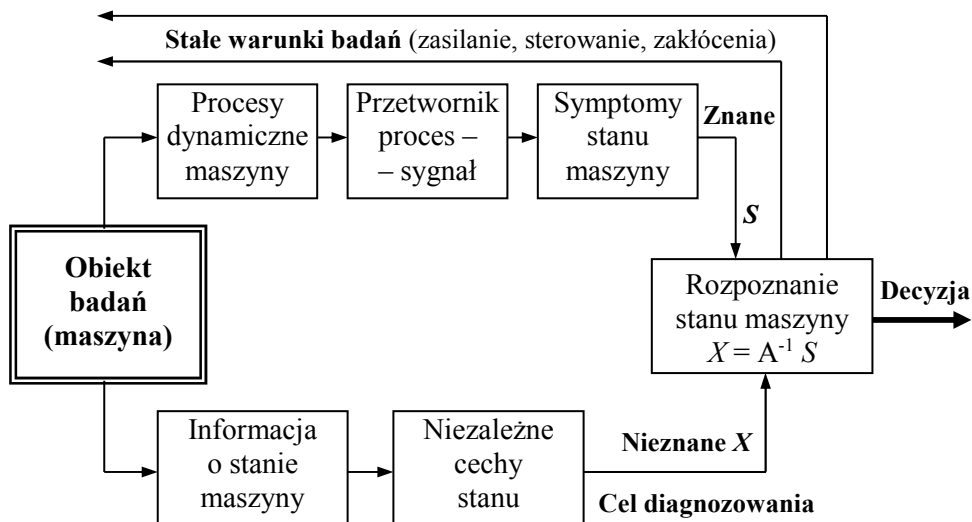 Stałe warunki badań (zasilanie, sterowanie, zakłócenia)
Procesy
dynamiczne
maszyny
Przetwornik
proces –
– sygnał
Symptomy
stanu
maszyny
Znane
S
Obiekt
badań
(maszyna)
Rozpoznanie
stanu maszyny
X = A⁻¹ S
Decyzja
Informacja
o stanie
maszyny
Niezależne
cechy
stanu
Nieznane X
Cel diagnozowania